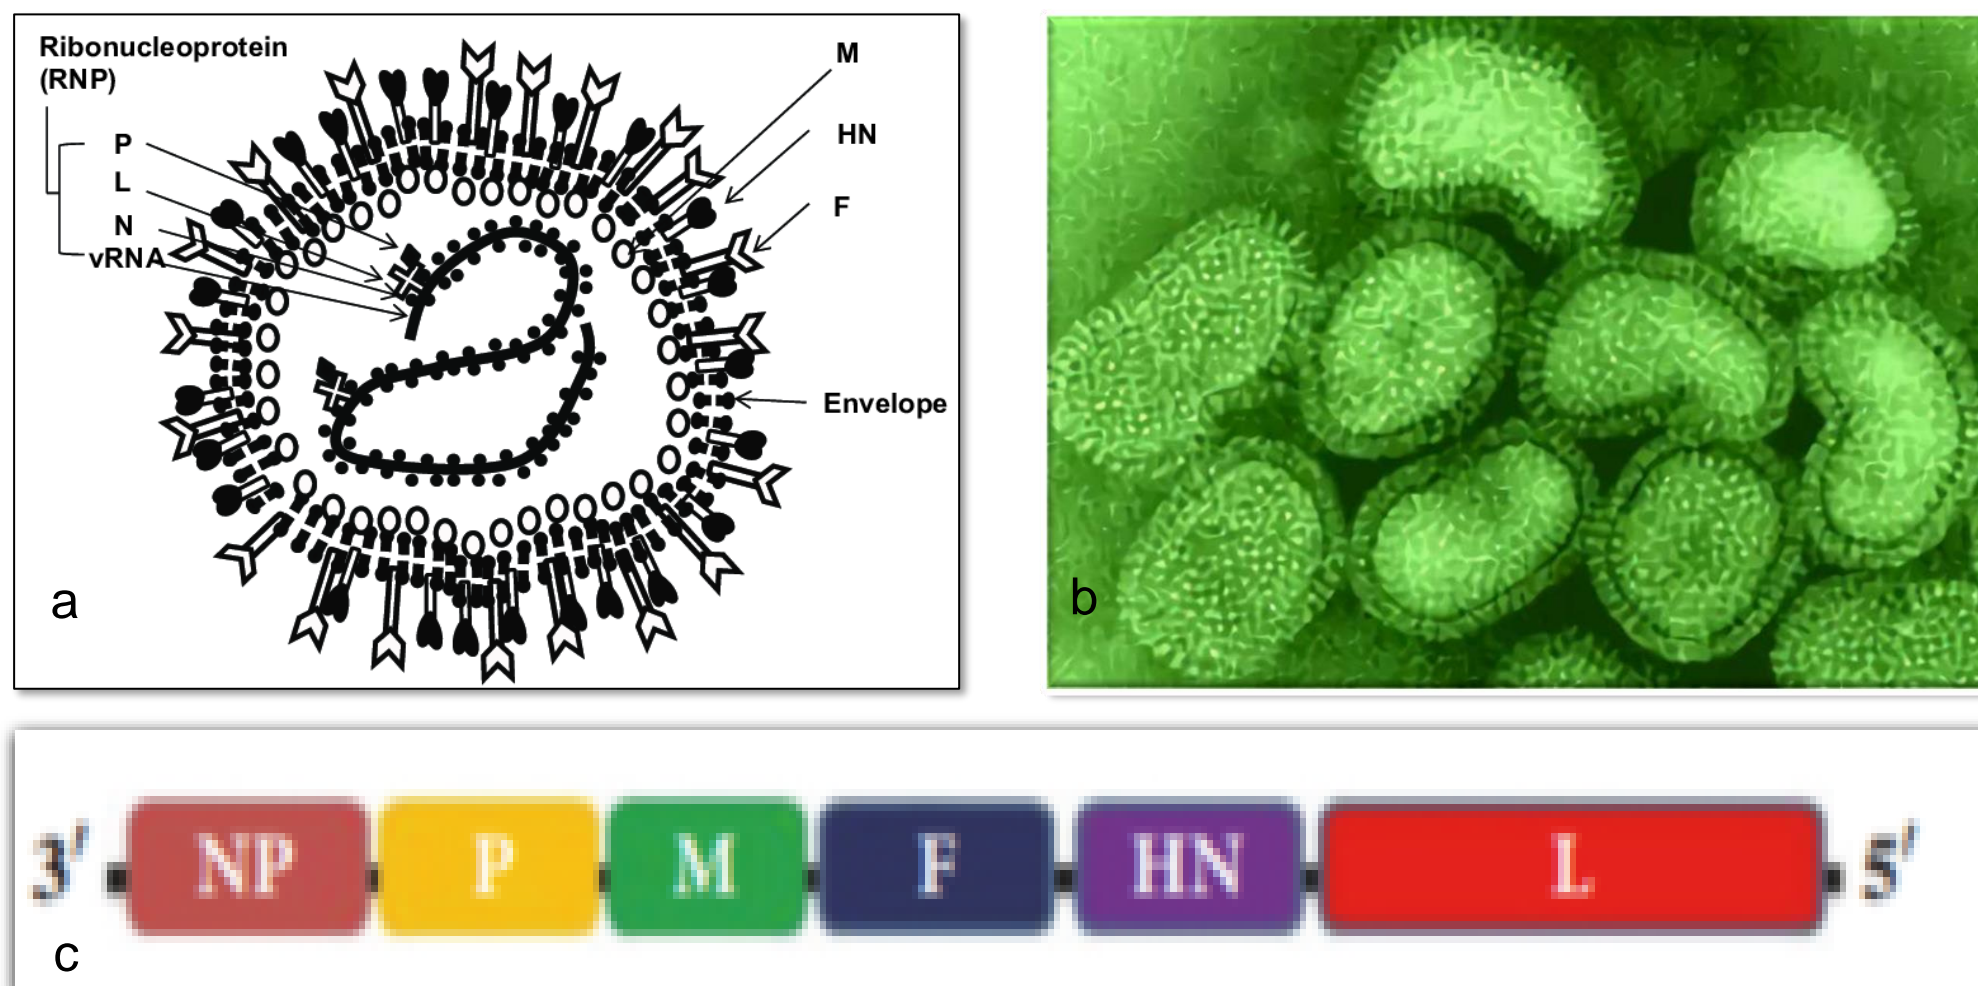 Ribonucleoprotein
(RNP)
P
L
N
vRNA
M
HN
F
Envelope
a
b
3' NP P M F HN L 5'
c